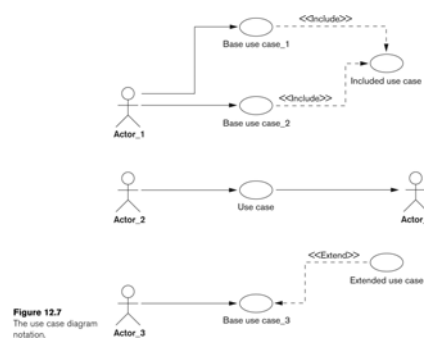 <<Include>>
Base use case_1
Included use case
<<Include>>
Actor_1
Base use case_2
Use case
Actor_2
Actor_
<<Extend>>
Extended use case
Figure 12.7
The use case diagram
notation.
Actor_3
Base use case_3